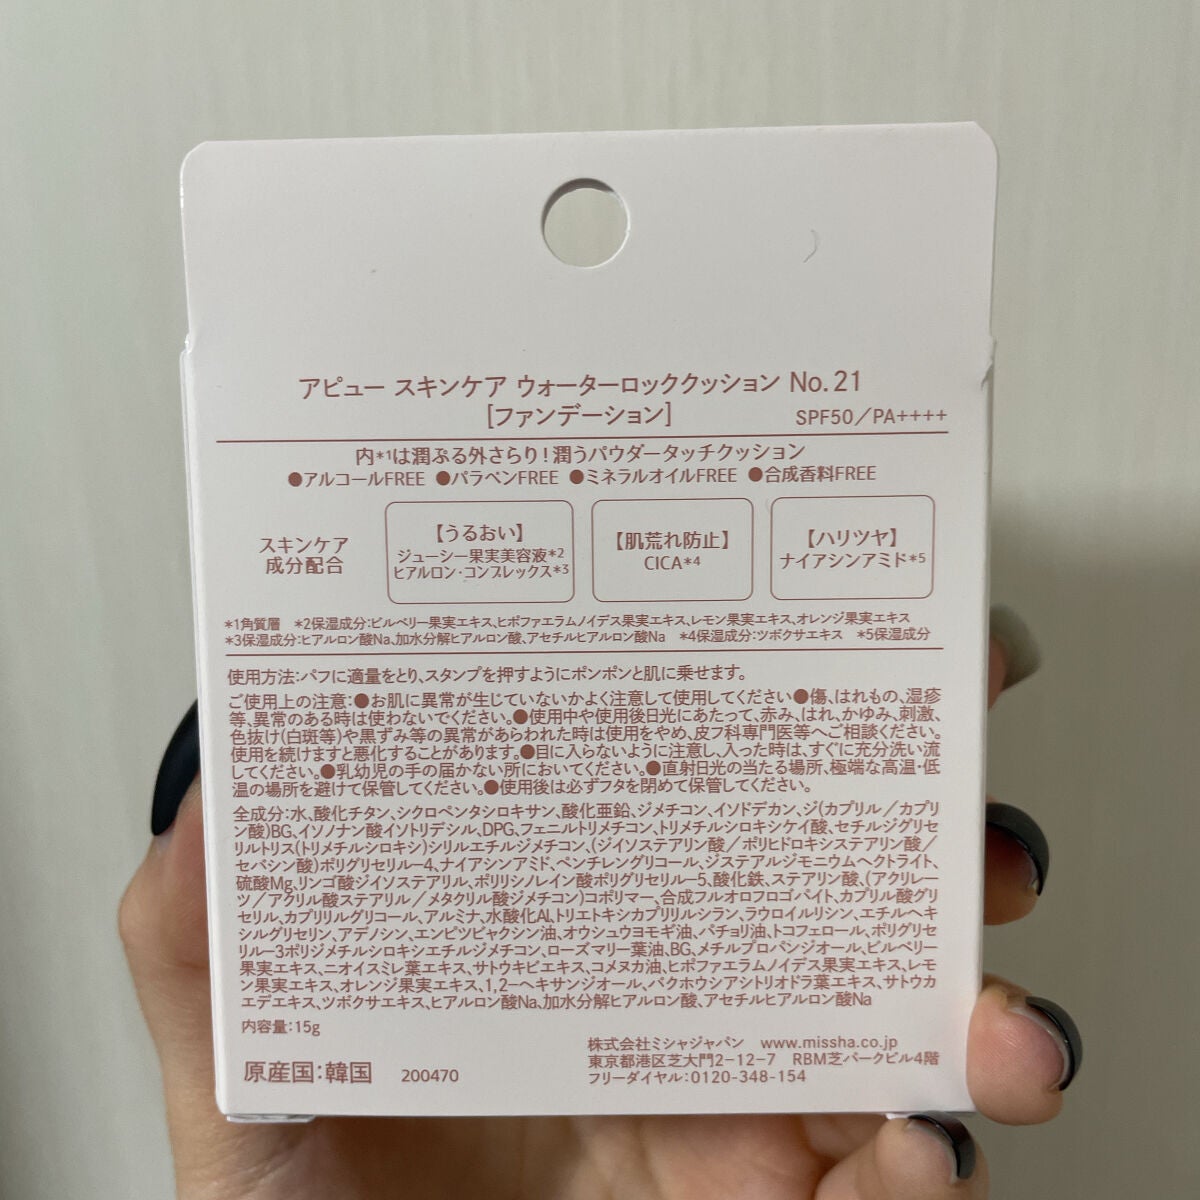 アピュー スキンケア ウォーターロッククッション No. 21
[ファンデーション]
SPF50／PA++++
内*1は潤ぷる外さらり！潤うパウダータッチクッション
●アルコールFREE ●パラベンFREE ●ミネラルオイルFREE ●合成香料FREE
スキンケア
成分配合
【うるおい】
ジューシー果実美容液*2
ヒアルロン・コンプレックス*3
【肌荒れ防止】
CICA*4
【ハリツヤ】
ナイアシンアミド*5
*1角質層 *2保湿成分:ビルベリー果実エキス、ヒポファエラムノイデス果実エキス、レモン果実エキス、オレンジ果実エキス
*3保湿成分:ヒアルロン酸Na、加水分解ヒアルロン酸、アセチルヒアルロン酸Na *4保湿成分:ツボクサエキス *5保湿成分
使用方法:パフに適量をとり、スタンプを押すようにポンポンと肌に乗せます。
ご使用上の注意:●お肌に異常が生じていないかよく注意して使用してください●傷、はれもの、湿疹
等、異常のある時は使わないでください。●使用中や使用後日光にあたって、赤み、はれ、かゆみ、刺激、
色抜け(白斑等)や黒ずみ等の異常があらわれた時は使用をやめ、皮フ科専門医等へご相談ください。
使用を続けますと悪化することがあります。●目に入らないように注意し、入った時は、すぐに充分洗い流
してください。●乳幼児の手の届かない所においてください。●直射日光の当たる場所、極端な高温・低
温の場所を避けて保管してください。●使用後は必ずフタを閉めて保管してください。
全成分:水、酸化チタン、シクロペンタシロキサン、酸化亜鉛、ジメチコン、イソドデカン、ジ(カプリル／カプリ
ン酸)BG、イソノナン酸イソトリデシル、DPG、フェニルトリメチコン、トリメチルシロキシケイ酸、セチルジグリセ
リルトリス(トリメチルシロキシ)シリルエチルジメチコン、(ジイソステアリン酸／ポリヒドロキシステアリン酸／
セバシン酸)ポリグリセリル-4、ナイアシンアミド、ペンチレングリコール、ジステアルジモニウムヘクトライト、
硫酸Mg、リンゴ酸ジイソステアリル、ポリリシノレイン酸ポリグリセリル-5、酸化鉄、ステアリン酸、(アクリレー
ツ／アクリル酸ステアリル／メタクリル酸ジメチコン)コポリマー、合成フルオロフロゴパイト、カプリル酸グリ
セリル、カプリリルグリコール、アルミナ、水酸化Al、トリエトキシカプリリルシラン、ラウロイルリシン、エチルヘキ
シルグリセリン、アデノシン、エンピツビャクシン油、オウシュウヨモギ油、パチョリ油、トコフェロール、ポリグリセ
リル-3ポリジメチルシロキシエチルジメチコン、ローズマリー葉油、BG、メチルプロパンジオール、ビルベリー
果実エキス、ニオイスミレ葉エキス、サトウキビエキス、コメヌカ油、ヒポファエラムノイデス果実エキス、レモ
ン果実エキス、オレンジ果実エキス、1,2-ヘキサンジオール、バクホウシアシトリオドラ葉エキス、サトウカ
エデエキス、ツボクサエキス、ヒアルロン酸Na、加水分解ヒアルロン酸、アセチルヒアルロン酸Na
内容量:15g
原産国:韓国 200470
株式会社ミシャジャパン www.missha.co.jp
東京都港区芝大門2-12-7 RBM芝パークビル4階
フリーダイヤル:0120-348-154